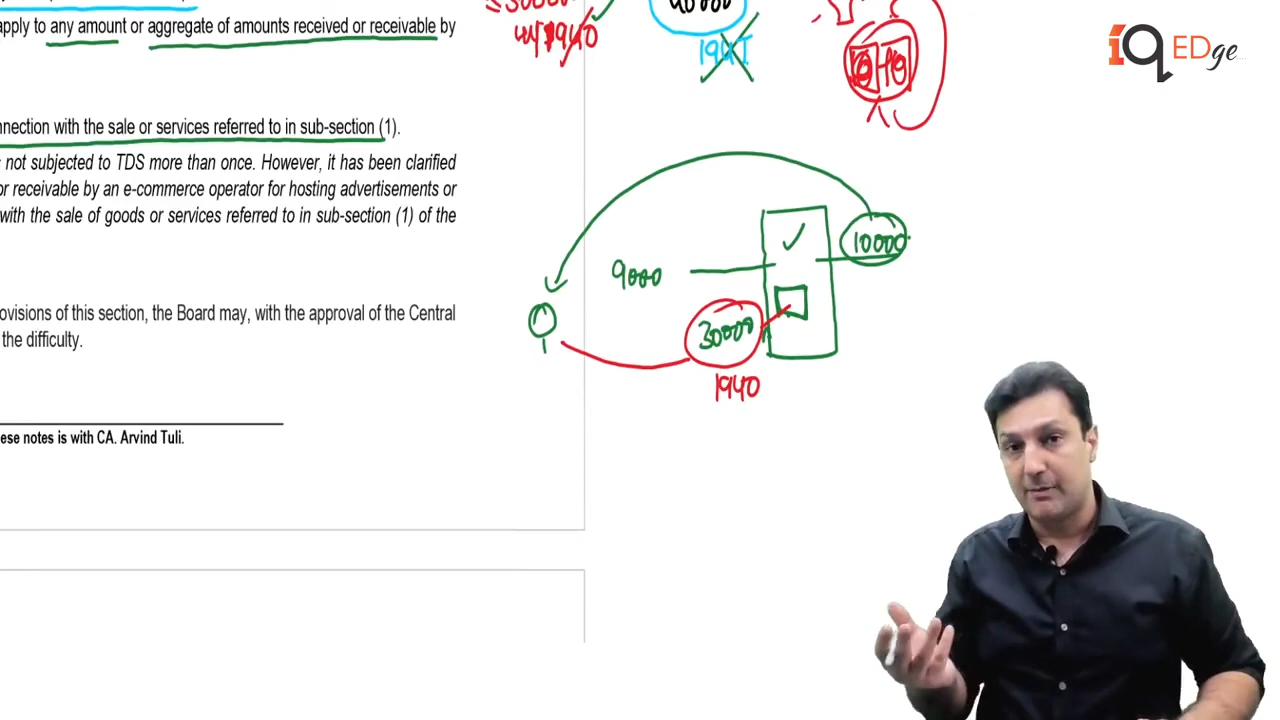 40000
apply to any amount or aggregate of amounts received or receivable by
iQ EDge
nnection with the sale or services referred to in sub-section (1).
not subjected to TDS more than once. However, it has been clarified
or receivable by an e-commerce operator for hosting advertisements or
with the sale of goods or services referred to in sub-section (1) of the
10000
9000
ovisions of this section, the Board may, with the approval of the Central
the difficulty.
30000
1940
ese notes is with CA. Arvind Tuli.